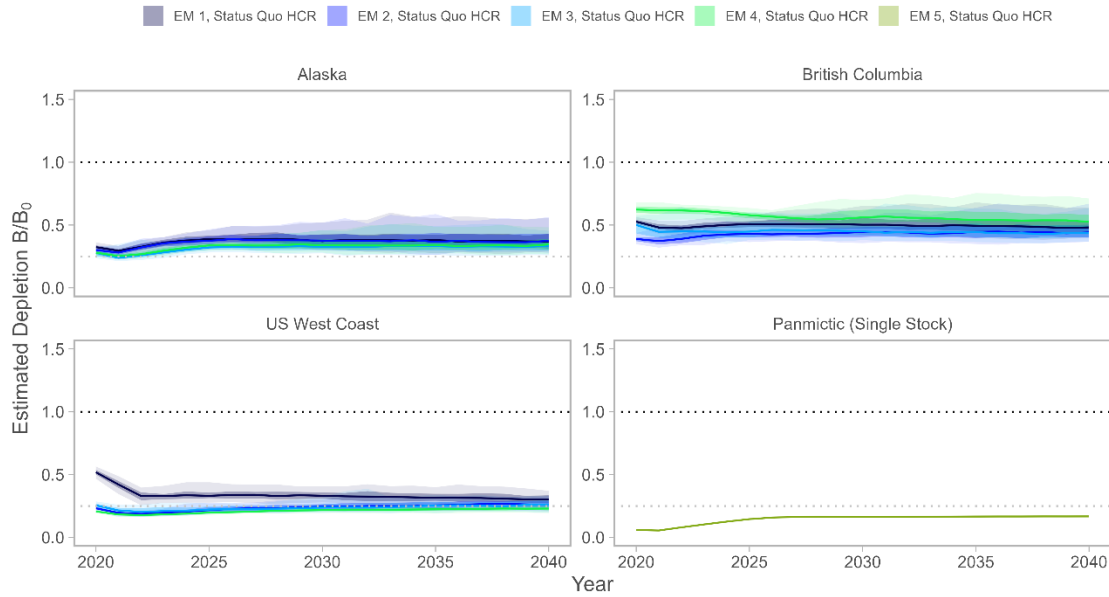 EM 1, Status Quo HCR EM 2, Status Quo HCR EM 3, Status Quo HCR EM 4, Status Quo HCR EM 5, Status Quo HCR
Alaska British Columbia
1.5 1.5
1.0 1.0
0.5 0.5
0.0 0.0
US West Coast Panmictic (Single Stock)
1.5 1.5
1.0 1.0
0.5 0.5
0.0 0.0
2020 2025 2030 2035 2040 2020 2025 2030 2035 2040
Year
Estimated Depletion B/B₀